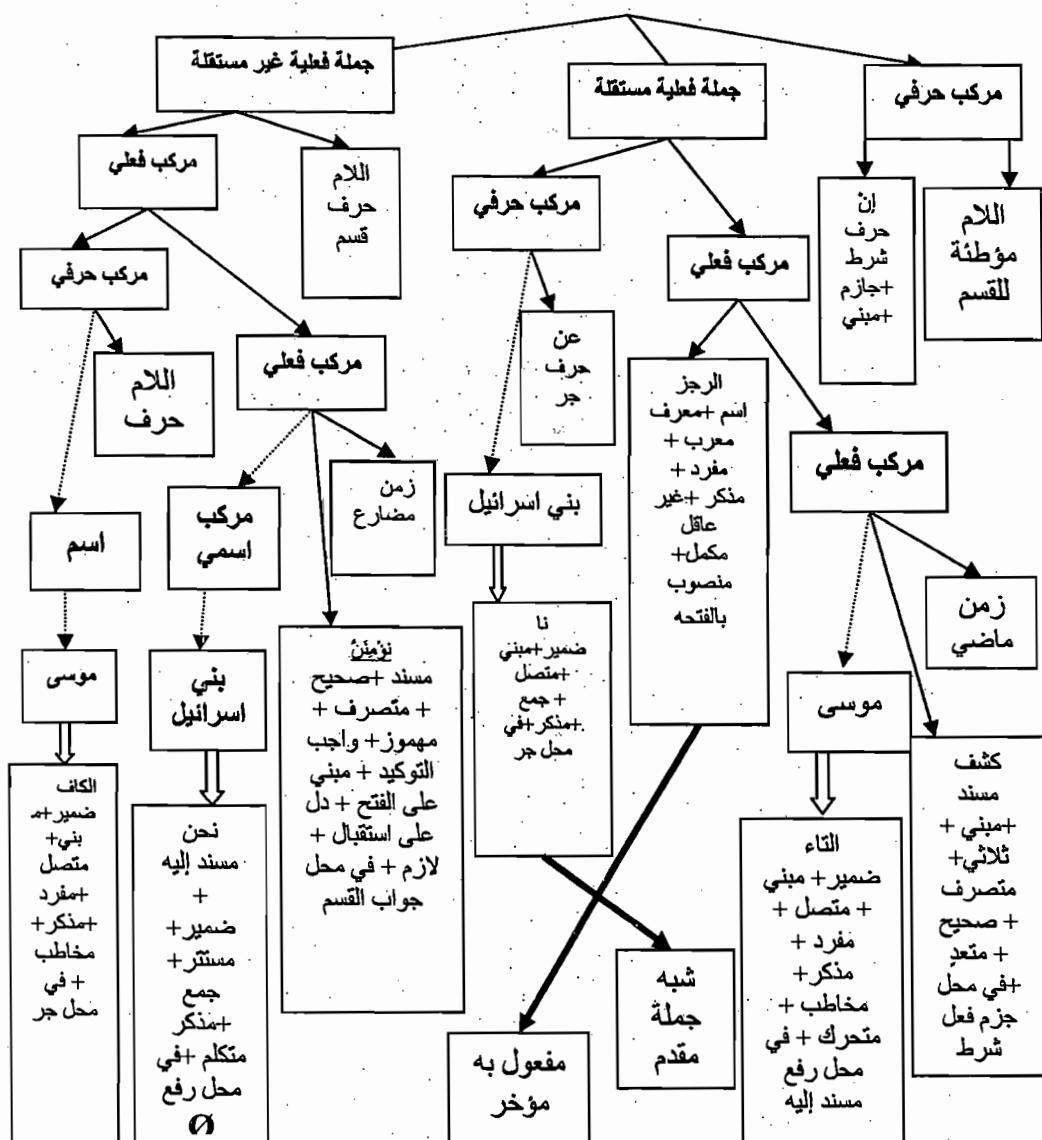 مركب حرفي
جملة فعلية مستقلة
جملة فعلية غير مستقلة
اللام
مؤطئة
للقسم
إن
حرف
شرط
+جازم
+مبني
مركب فعلي
مركب حرفي
اللام
حرف
قسم
مركب فعلي
مركب فعلي
زمن
ماضي
الرجز
اسم +معرف
معرب +
مفرد +
مذكر +غير
عاقل
مكمل+
منصوب
بالفتحه
عن
حرف
جر
بني اسرائيل
مركب فعلي
مركب حرفي
زمن
مضارع
مركب
اسمي
اللام
حرف
اسم
كشف
مسند
+مبني +
ثلاثي+
متصرف
+ صحيح
+ متعدٍ
+في محل
جزم فعل
شرط
موسى
التاء
ضمير+ مبني
+ متصل +
مفرد +
مذكر+
مخاطب +
متحرك + في
محل رفع
مسند إليه
نا
ضمير+مبني
+متصل
+ جمع
+مذكر+في
محل جر
شبه
جملة
مقدم
مفعول به
مؤخر
نؤمننّ
مسند +صحيح
+ متصرف +
مهموز+ واجب
التوكيد + مبني
على الفتح + دل
على استقبال +
لازم + في محل
جواب القسم
بني
اسرائيل
نحن
مسند إليه
+
ضمير+
مستتر+
جمع
+مذكر
متكلم +في
محل رفع
Ø
موسى
الكاف
ضمير+م
بني+
متصل
+مفرد
+مذكر+
مخاطب
+ في
محل جر